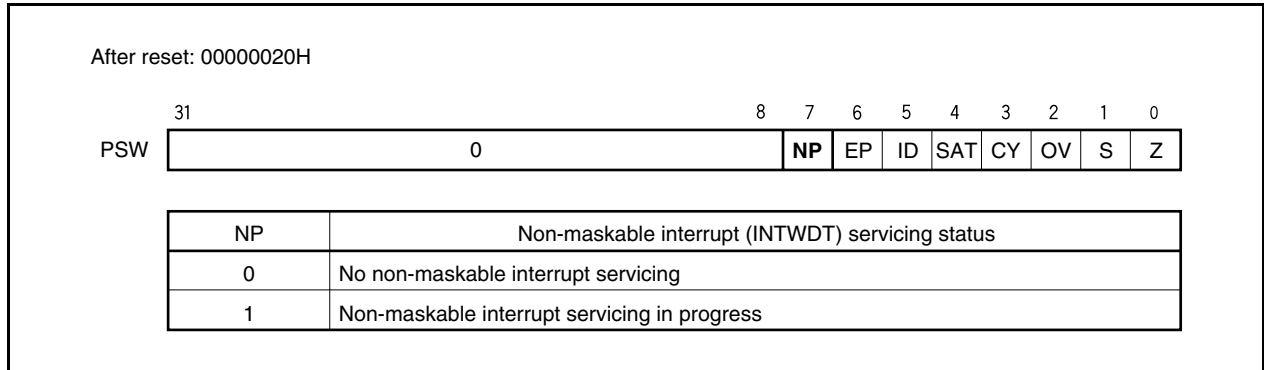 After reset: 00000020H
31 8 7 6 5 4 3 2 1 0
PSW 0 NP EP ID SAT CY OV S Z
NP Non-maskable interrupt (INTWDT) servicing status
0 No non-maskable interrupt servicing
1 Non-maskable interrupt servicing in progress